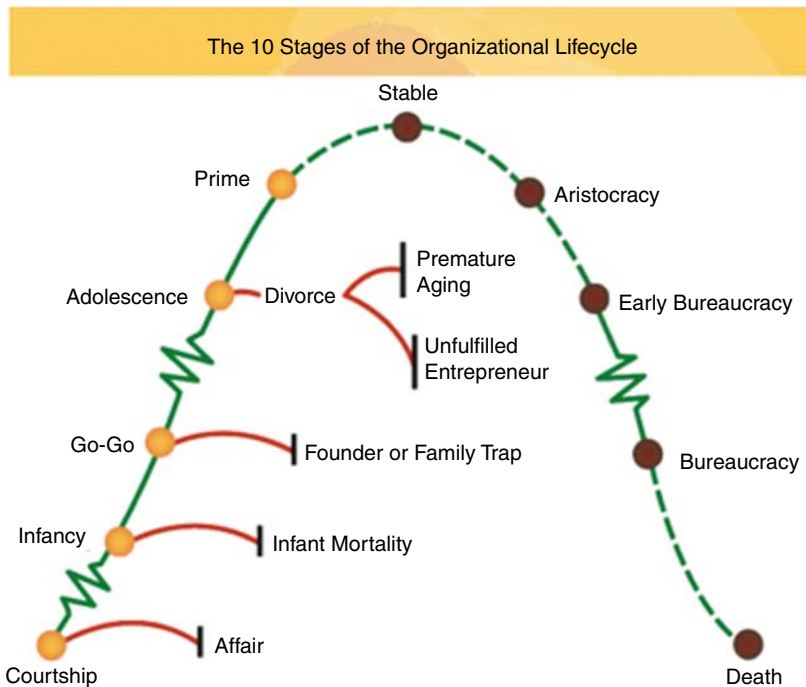 The 10 Stages of the Organizational Lifecycle
Stable
Prime
Aristocracy
Premature
Aging
Adolescence
Divorce
Early Bureaucracy
Unfulfilled
Entrepreneur
Go-Go
Founder or Family Trap
Bureaucracy
Infancy
Infant Mortality
Affair
Courtship
Death